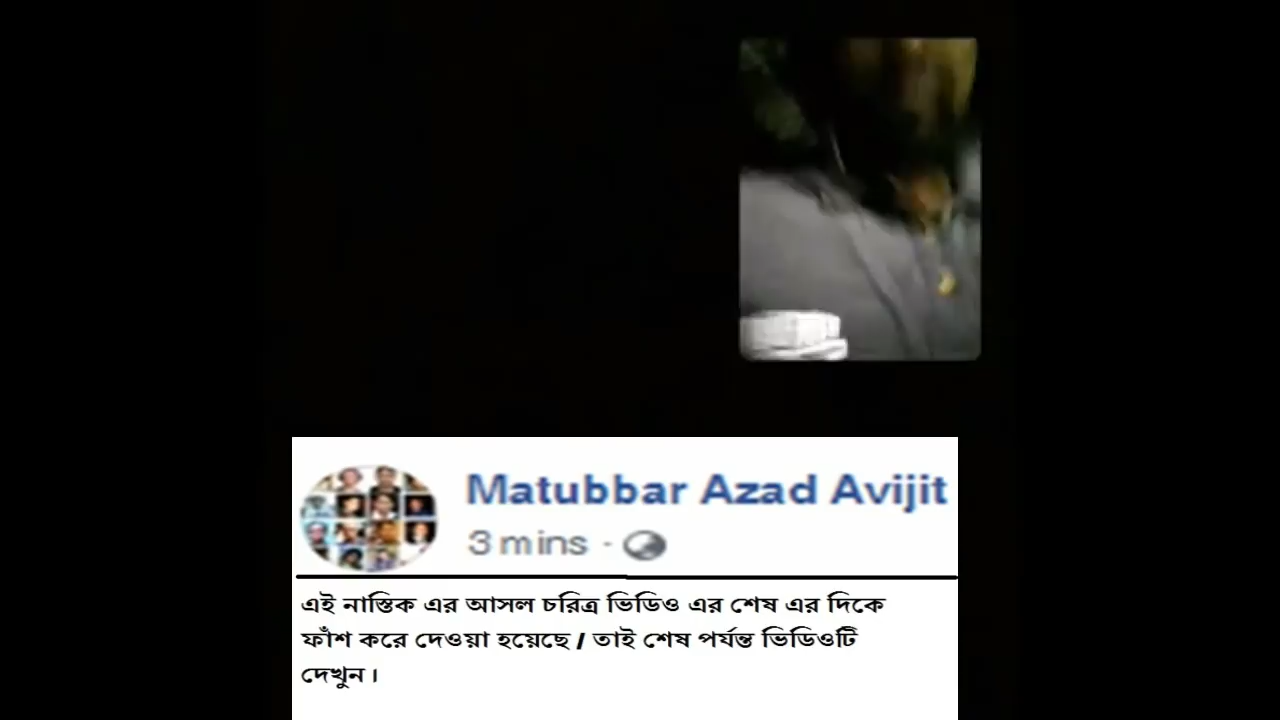 Matubbar Azad Avijit
3 mins ·
এই নাস্তিক এর আসল চরিত্র ভিডিও এর শেষ এর দিকে
ফাঁশ করে দেওয়া হয়েছে / তাই শেষ পর্যন্ত ভিডিওটি
দেখুন।